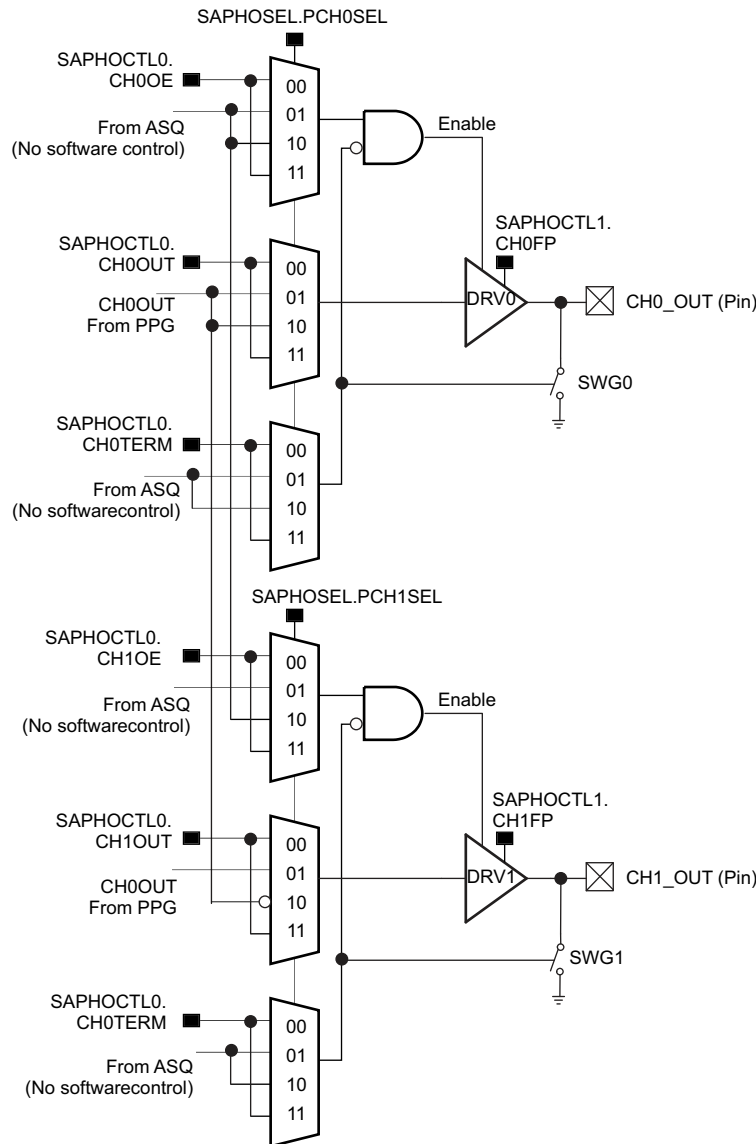 SAPHOSEL.PCH0SEL
SAPHOCTL0.
CH0OE
00
From ASQ
(No software control)
01
10
11
Enable
SAPHOCTL0.
CH0OUT
00
CH0OUT
From PPG
01
10
11
SAPHOCTL1.
CH0FP
DRV0
CH0_OUT (Pin)
SWG0
SAPHOCTL0.
CH0TERM
00
From ASQ
(No softwarecontrol)
01
10
11
SAPHOSEL.PCH1SEL
SAPHOCTL0.
CH1OE
00
From ASQ
(No softwarecontrol)
01
10
11
Enable
SAPHOCTL0.
CH1OUT
00
CH0OUT
From PPG
01
10
11
SAPHOCTL1.
CH1FP
DRV1
CH1_OUT (Pin)
SWG1
SAPHOCTL0.
CH0TERM
00
From ASQ
(No softwarecontrol)
01
10
11